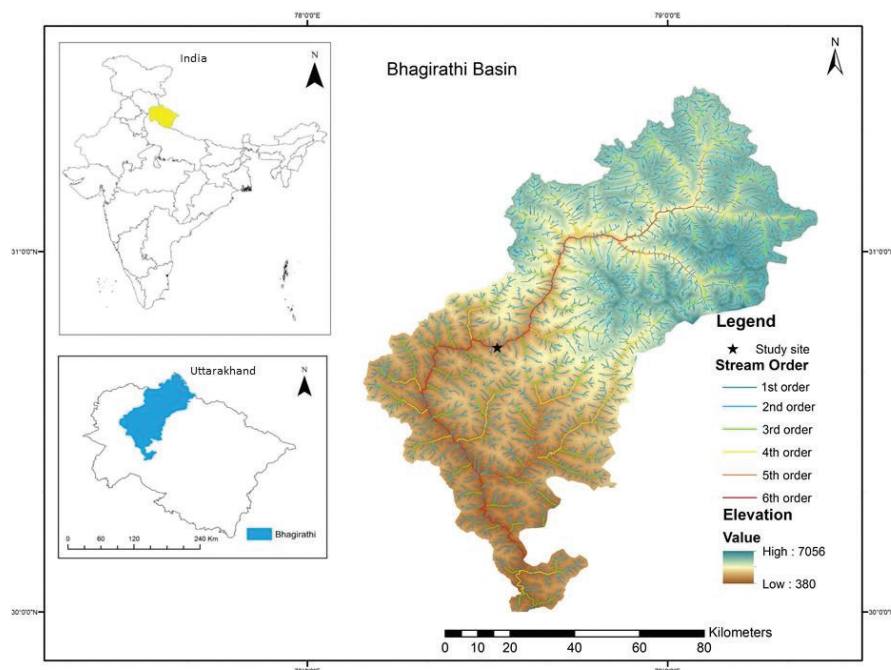 78°0'0"E
79°0'0"E
India
N
Bhagirathi Basin
N
31°0'0"N
31°0'0"N
Uttarakhand
N
0 60 120 240 Km
Bhagirathi
Legend
Study site
Stream Order
1st order
2nd order
3rd order
4th order
5th order
6th order
Elevation
Value
High : 7056
Low : 380
30°0'0"N
30°0'0"N
Kilometers
0 10 20 40 60 80